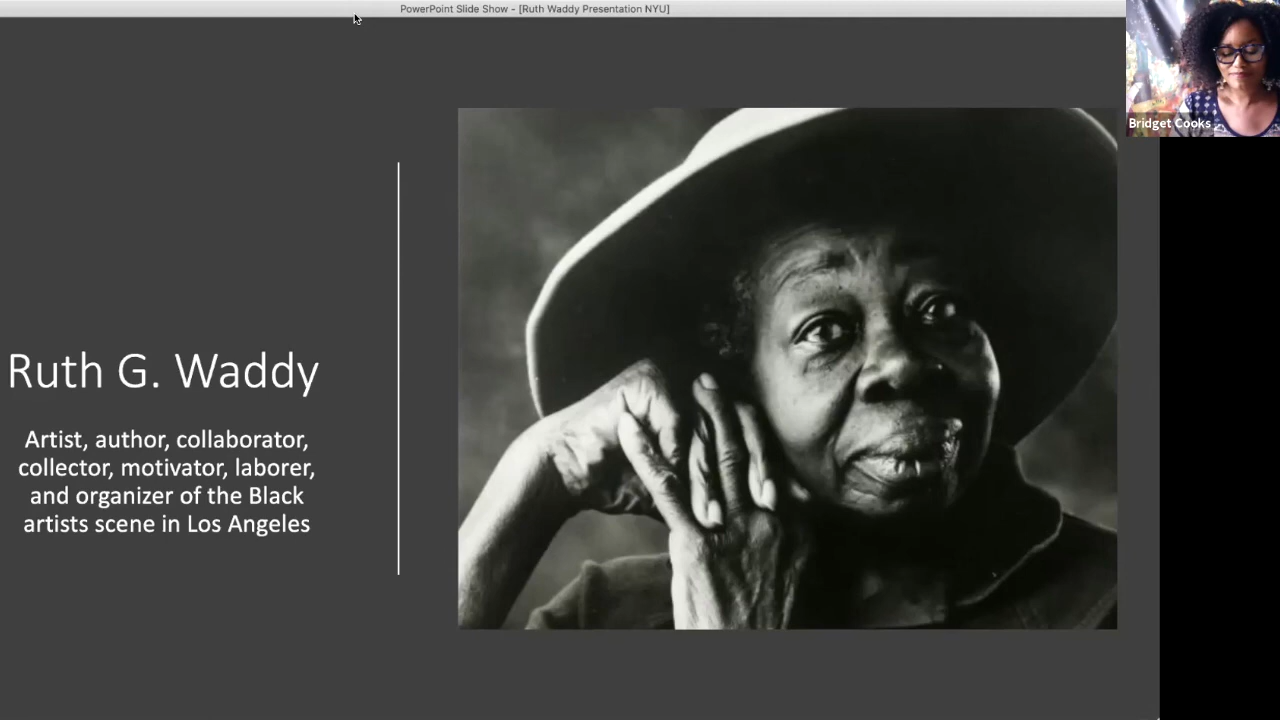 PowerPoint Slide Show - [Ruth Waddy Presentation NYU]
Bridget Cooks
Ruth G. Waddy
Artist, author, collaborator,
collector, motivator, laborer,
and organizer of the Black
artists scene in Los Angeles